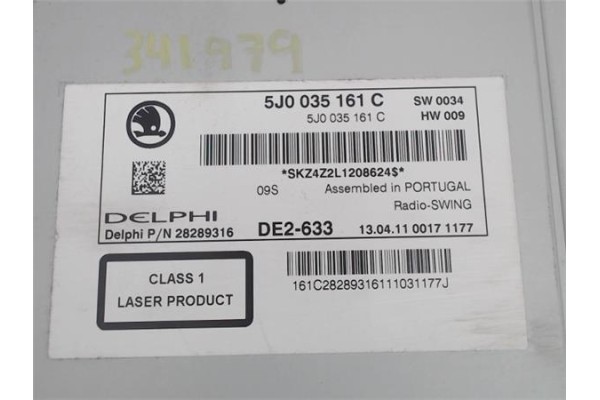 341979
5J0 035 161 C SW 0034
5J0 035 161 C HW 009
*SKZ4Z2L1208624$*
09S Assembled in PORTUGAL
Radio-SWING
DELPHI
Delphi P/N 28289316 DE2-633 13.04.11 0017 1177
CLASS 1
LASER PRODUCT
161C28289316111031177J